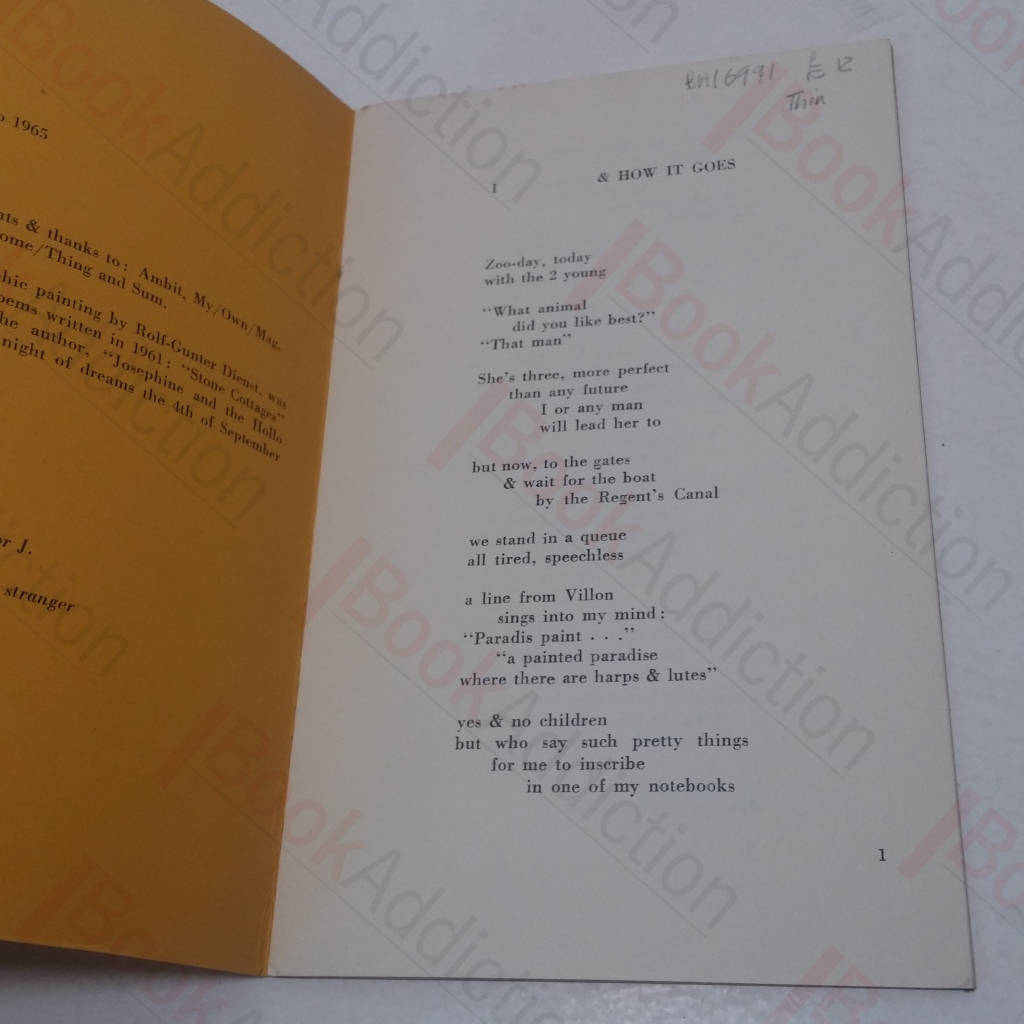 1965
nts & thanks to: Ambit, My/Own/Mag.
ome/Thing and Sum.
hic painting by Rolf-Gunter Dienst, was
oems written in 1961: "Stone Cottages"
he author, "Josephine and the Hollo
night of dreams the 4th of September
or J.
stranger
BA16991 £12
Thin
& HOW IT GOES
1
Zoo-day, today
with the 2 young
"What animal
did you like best?"
"That man"
She's three, more perfect
than any future
I or any man
will lead her to
but now, to the gates
& wait for the boat
by the Regent's Canal
we stand in a queue
all tired, speechless
a line from Villon
sings into my mind:
"Paradis paint . . ."
"a painted paradise
where there are harps & lutes"
yes & no children
but who say such pretty things
for me to inscribe
in one of my notebooks
1
BookAddiction